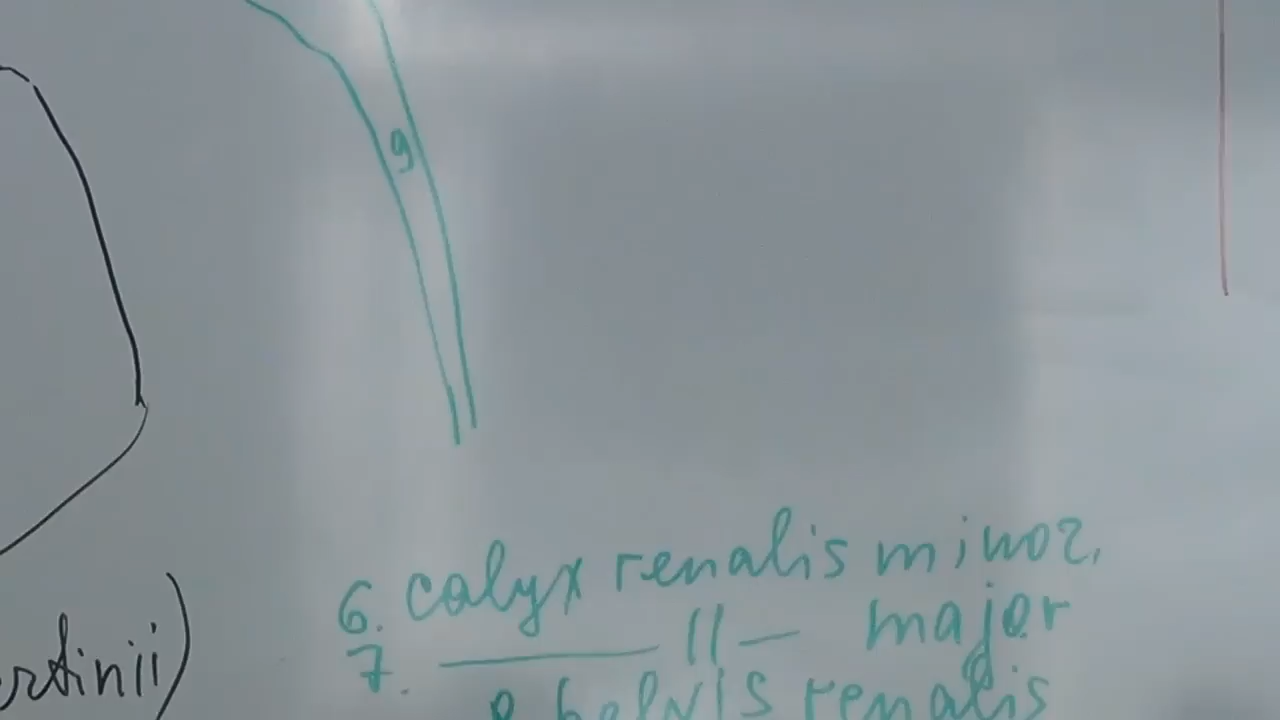 9
6. calyx renalis minor,
7. —— 11 — major
8 pelvis renalis
rtinii)